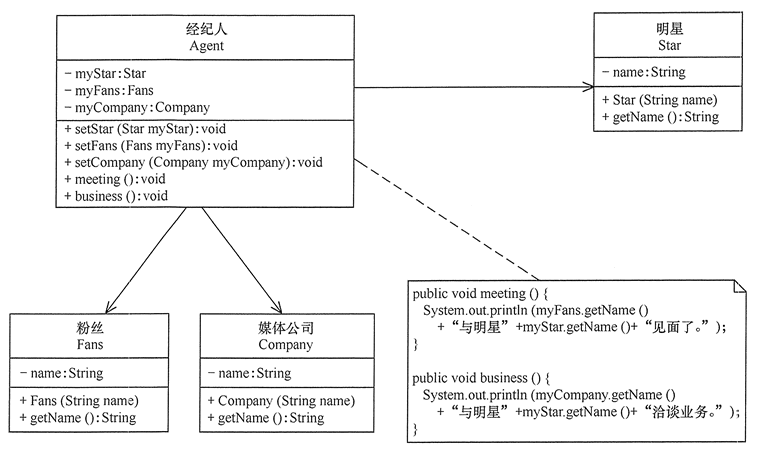 经纪人
Agent
- myStar:Star
- myFans:Fans
- myCompany:Company
+ setStar (Star myStar):void
+ setFans (Fans myFans):void
+ setCompany (Company myCompany):void
+ meeting ():void
+ business ():void
明星
Star
- name:String
+ Star (String name)
+ getName ():String
粉丝
Fans
- name:String
+ Fans (String name)
+ getName ():String
媒体公司
Company
- name:String
+ Company (String name)
+ getName ():String
public void meeting () {
System.out.println (myFans.getName ()
+ “与明星”+myStar.getName ()+ “见面了。”);
}
public void business () {
System.out.println (myCompany.getName ()
+ “与明星”+myStar.getName ()+ “洽谈业务。”);
}